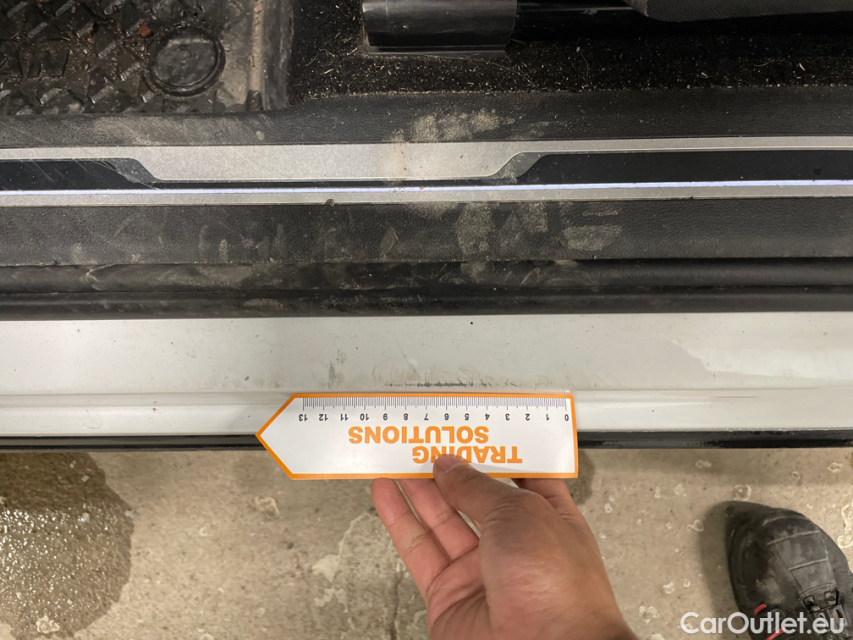 13 12 11 10 9 8 7 6 5 4 3 2 1 0
TRADING
SOLUTIONS
CarOutlet.eu